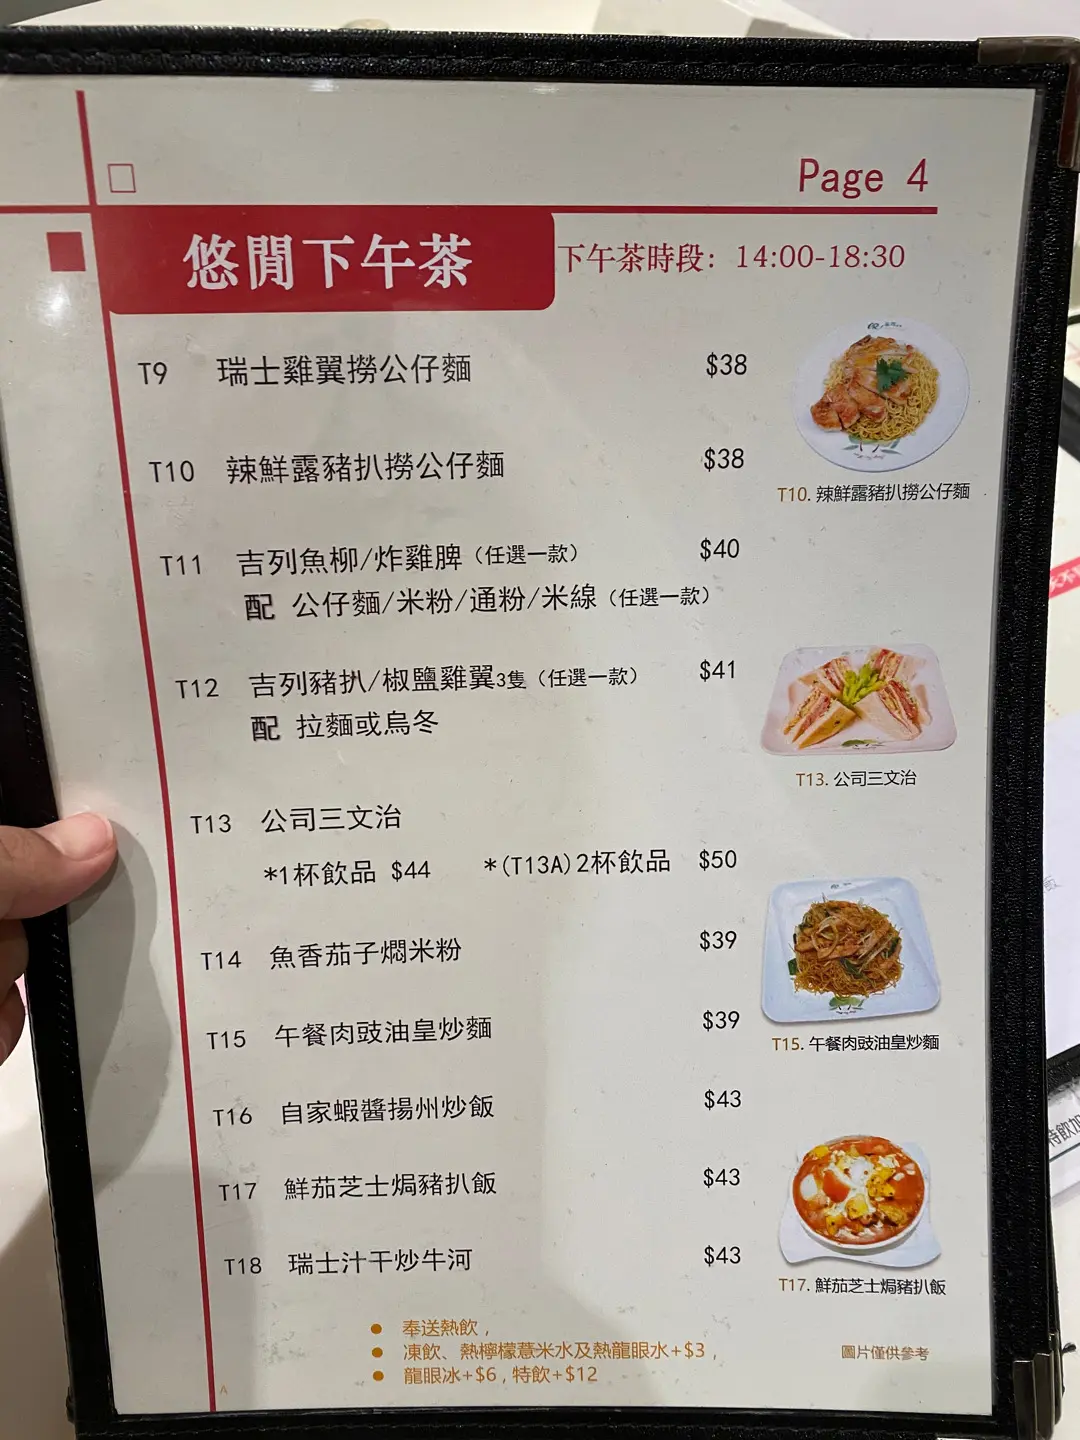 Page 4
悠閒下午茶
下午茶時段: 14:00-18:30
T9 瑞士雞翼撈公仔麵 $38
T10 辣鮮露豬扒撈公仔麵 $38
T10. 辣鮮露豬扒撈公仔麵
T11 吉列魚柳/炸雞脾（任選一款） $40
配 公仔麵/米粉/通粉/米線（任選一款）
T12 吉列豬扒/椒鹽雞翼3隻（任選一款） $41
配 拉麵或烏冬
T13. 公司三文治
T13 公司三文治
*1杯飲品 $44 *(T13A)2杯飲品 $50
T14 魚香茄子燜米粉 $39
T15 午餐肉豉油皇炒麵 $39
T15. 午餐肉豉油皇炒麵
T16 自家蝦醬揚州炒飯 $43
T17 鮮茄芝士焗豬扒飯 $43
T18 瑞士汁干炒牛河 $43
T17. 鮮茄芝士焗豬扒飯
● 奉送熱飲，
● 凍飲、熱檸檬薏米水及熱龍眼水+$3，
● 龍眼冰+$6，特飲+$12
圖片僅供參考
A